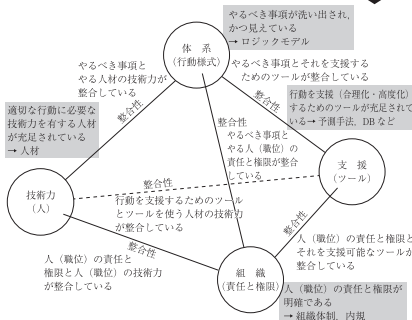 やるべき事項が洗い出され，
かつ見えている
→ ロジックモデル
体　系
（行動様式）
やるべき事項と
やる人材の技術力が
整合している
やるべき事項とそれを支援する
ためのツールが整合している
整合性
整合性
行動を支援（合理化・高度化）
するためのツールが充実されて
いる→ 予測手法，DB など
適切な行動に必要な
技術力を有する人材
が充足されている
→ 人材
整合性
やるべき事項と
やる人（職位）の
責任と権限が整合
している
支　援
（ツール）
技術力
（人）
整合性
行動を支援するためのツール
とツールを使う人材の技術力
が整合している
整合性
整合性
人（職位）の責任と
権限と人（職位）の技術力
が整合している
人（職位）の責任と権限と
それを支援可能なツールが
整合している
組　織
（責任と権限）
人（職位）の責任と権限が
明確である
→ 組織体制，内規